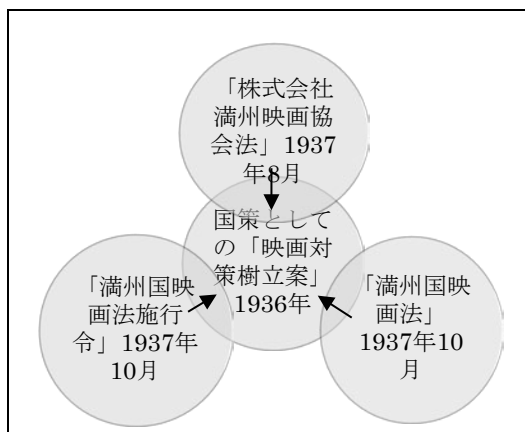 「株式会社
満州映画協
会法」1937
年8月
国策として
の「映画対
策樹立案」
1936年
「満州国映
画法施行
令」1937年
10月
「満州国映
画法」
1937年10
月